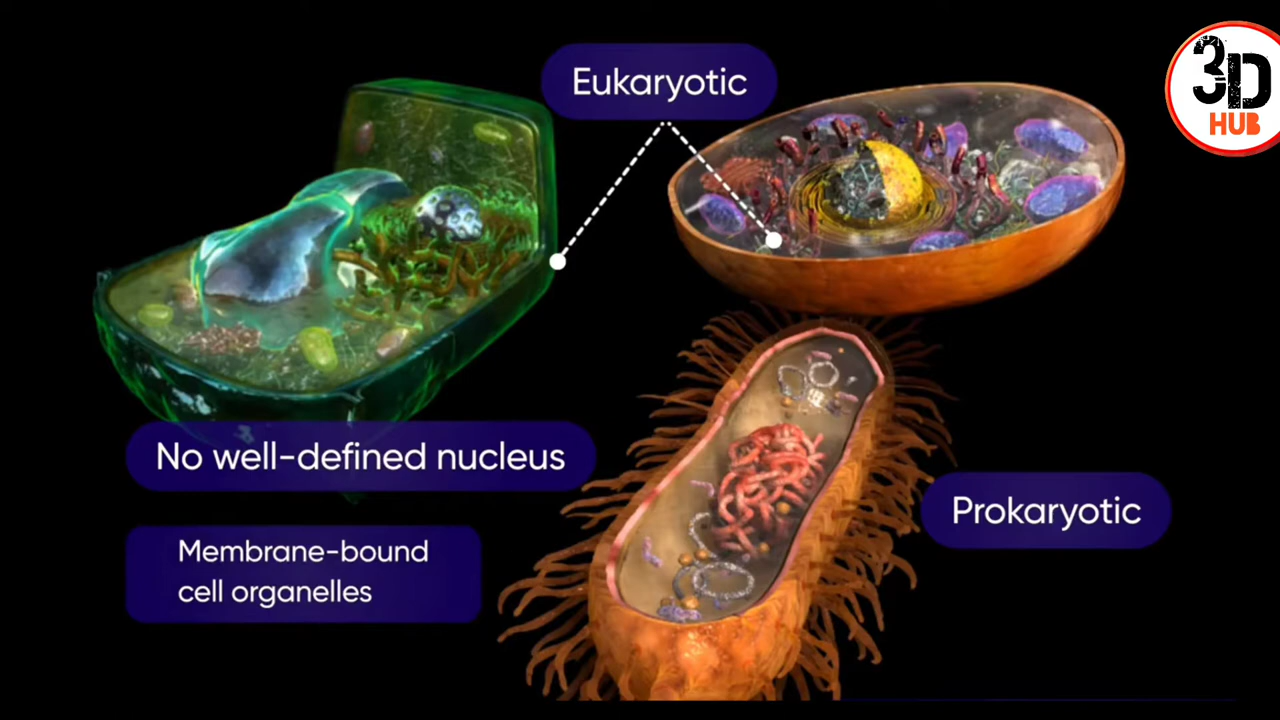 Eukaryotic
3D
HUB
No well-defined nucleus
Prokaryotic
Membrane-bound
cell organelles